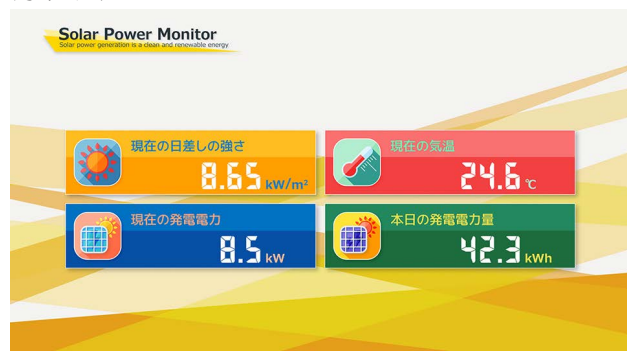 Solar Power Monitor
Solar power generation is a clean and renewable energy
現在の日差しの強さ
8.65 kW/m²
現在の気温
24.6 ℃
現在の発電電力
8.5 kW
本日の発電電力量
42.3 kWh